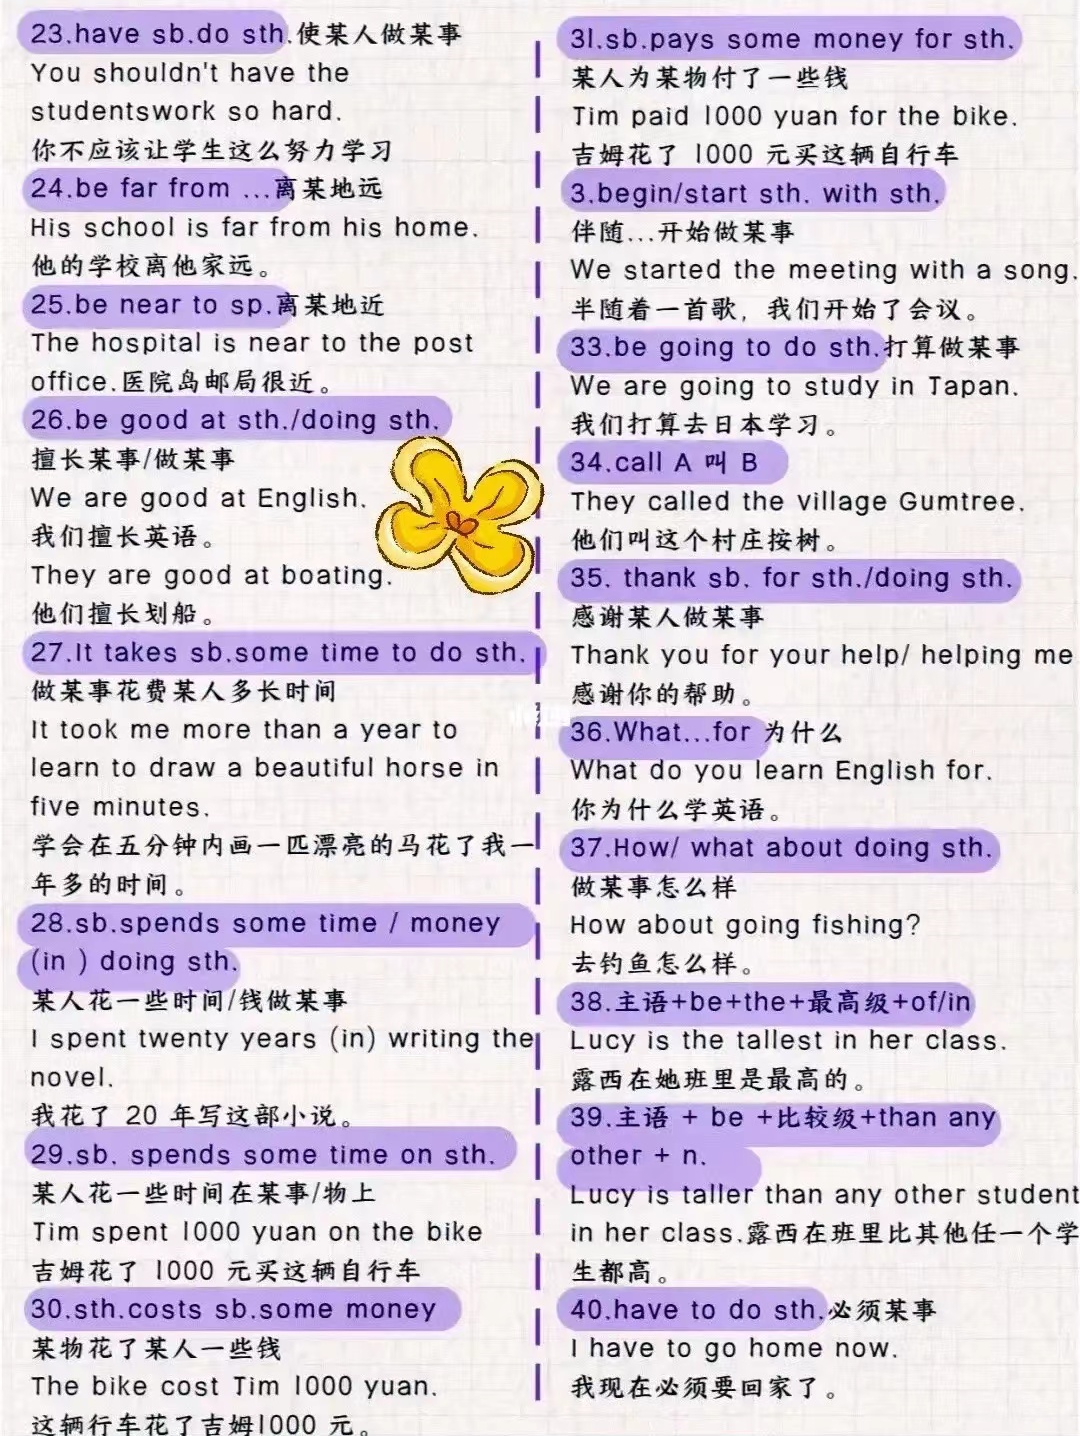 23.have sb.do sth.使某人做某事
You shouldn't have the
studentswork so hard.
你不应该让学生这么努力学习
24.be far from ...离某地远
His school is far from his home.
他的学校离他家远。
25.be near to sp.离某地近
The hospital is near to the post
office.医院岛邮局很近。
26.be good at sth./doing sth.
擅长某事/做某事
We are good at English.
我们擅长英语。
They are good at boating.
他们擅长划船。
27.It takes sb.some time to do sth.
做某事花费某人多长时间
It took me more than a year to
learn to draw a beautiful horse in
five minutes.
学会在五分钟内画一匹漂亮的马花了我一
年多的时间。
28.sb.spends some time / money
(in ) doing sth.
某人花一些时间/钱做某事
I spent twenty years (in) writing the
novel.
我花了 20 年写这部小说。
29.sb. spends some time on sth.
某人花一些时间在某事/物上
Tim spent 1000 yuan on the bike
吉姆花了 1000 元买这辆自行车
30.sth.costs sb.some money
某物花了某人一些钱
The bike cost Tim 1000 yuan.
这辆行车花了吉姆1000 元。
31.sb.pays some money for sth.
某人为某物付了一些钱
Tim paid 1000 yuan for the bike.
吉姆花了 1000 元买这辆自行车
3.begin/start sth. with sth.
伴随...开始做某事
We started the meeting with a song.
半随着一首歌，我们开始了会议。
33.be going to do sth.打算做某事
We are going to study in Tapan.
我们打算去日本学习。
34.call A 叫 B
They called the village Gumtree.
他们叫这个村庄按树。
35. thank sb. for sth./doing sth.
感谢某人做某事
Thank you for your help/ helping me
感谢你的帮助。
36.What...for 为什么
What do you learn English for.
你为什么学英语。
37.How/ what about doing sth.
做某事怎么样
How about going fishing?
去钓鱼怎么样。
38.主语+be+the+最高级+of/in
Lucy is the tallest in her class.
露西在她班里是最高的。
39.主语 + be +比较级+than any
other + n.
Lucy is taller than any other student
in her class.露西在班里比其他任一个学
生都高。
40.have to do sth.必须某事
I have to go home now.
我现在必须要回家了。